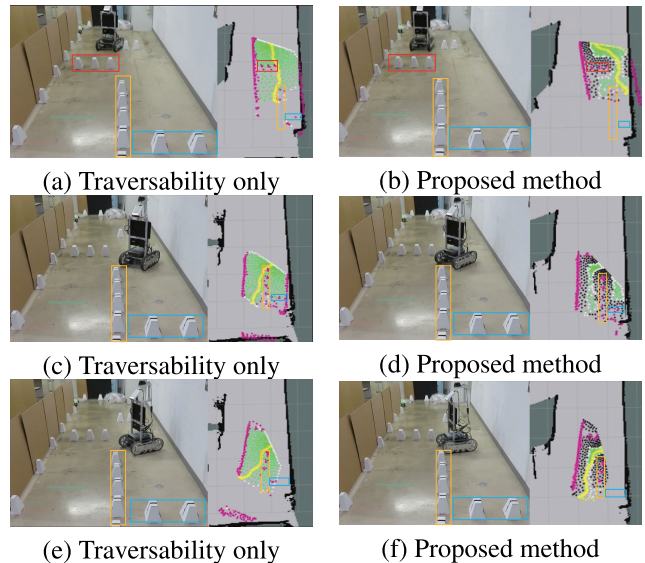 (a) Traversability only
(b) Proposed method
(c) Traversability only
(d) Proposed method
(e) Traversability only
(f) Proposed method